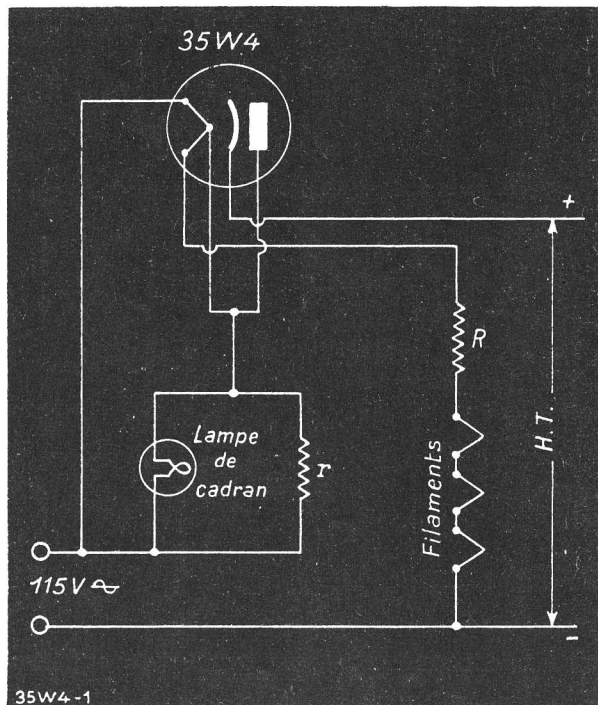 35W4
+
R
H.T.
Lampe
de
cadran
r
Filaments
115V ~
-
35W4-1